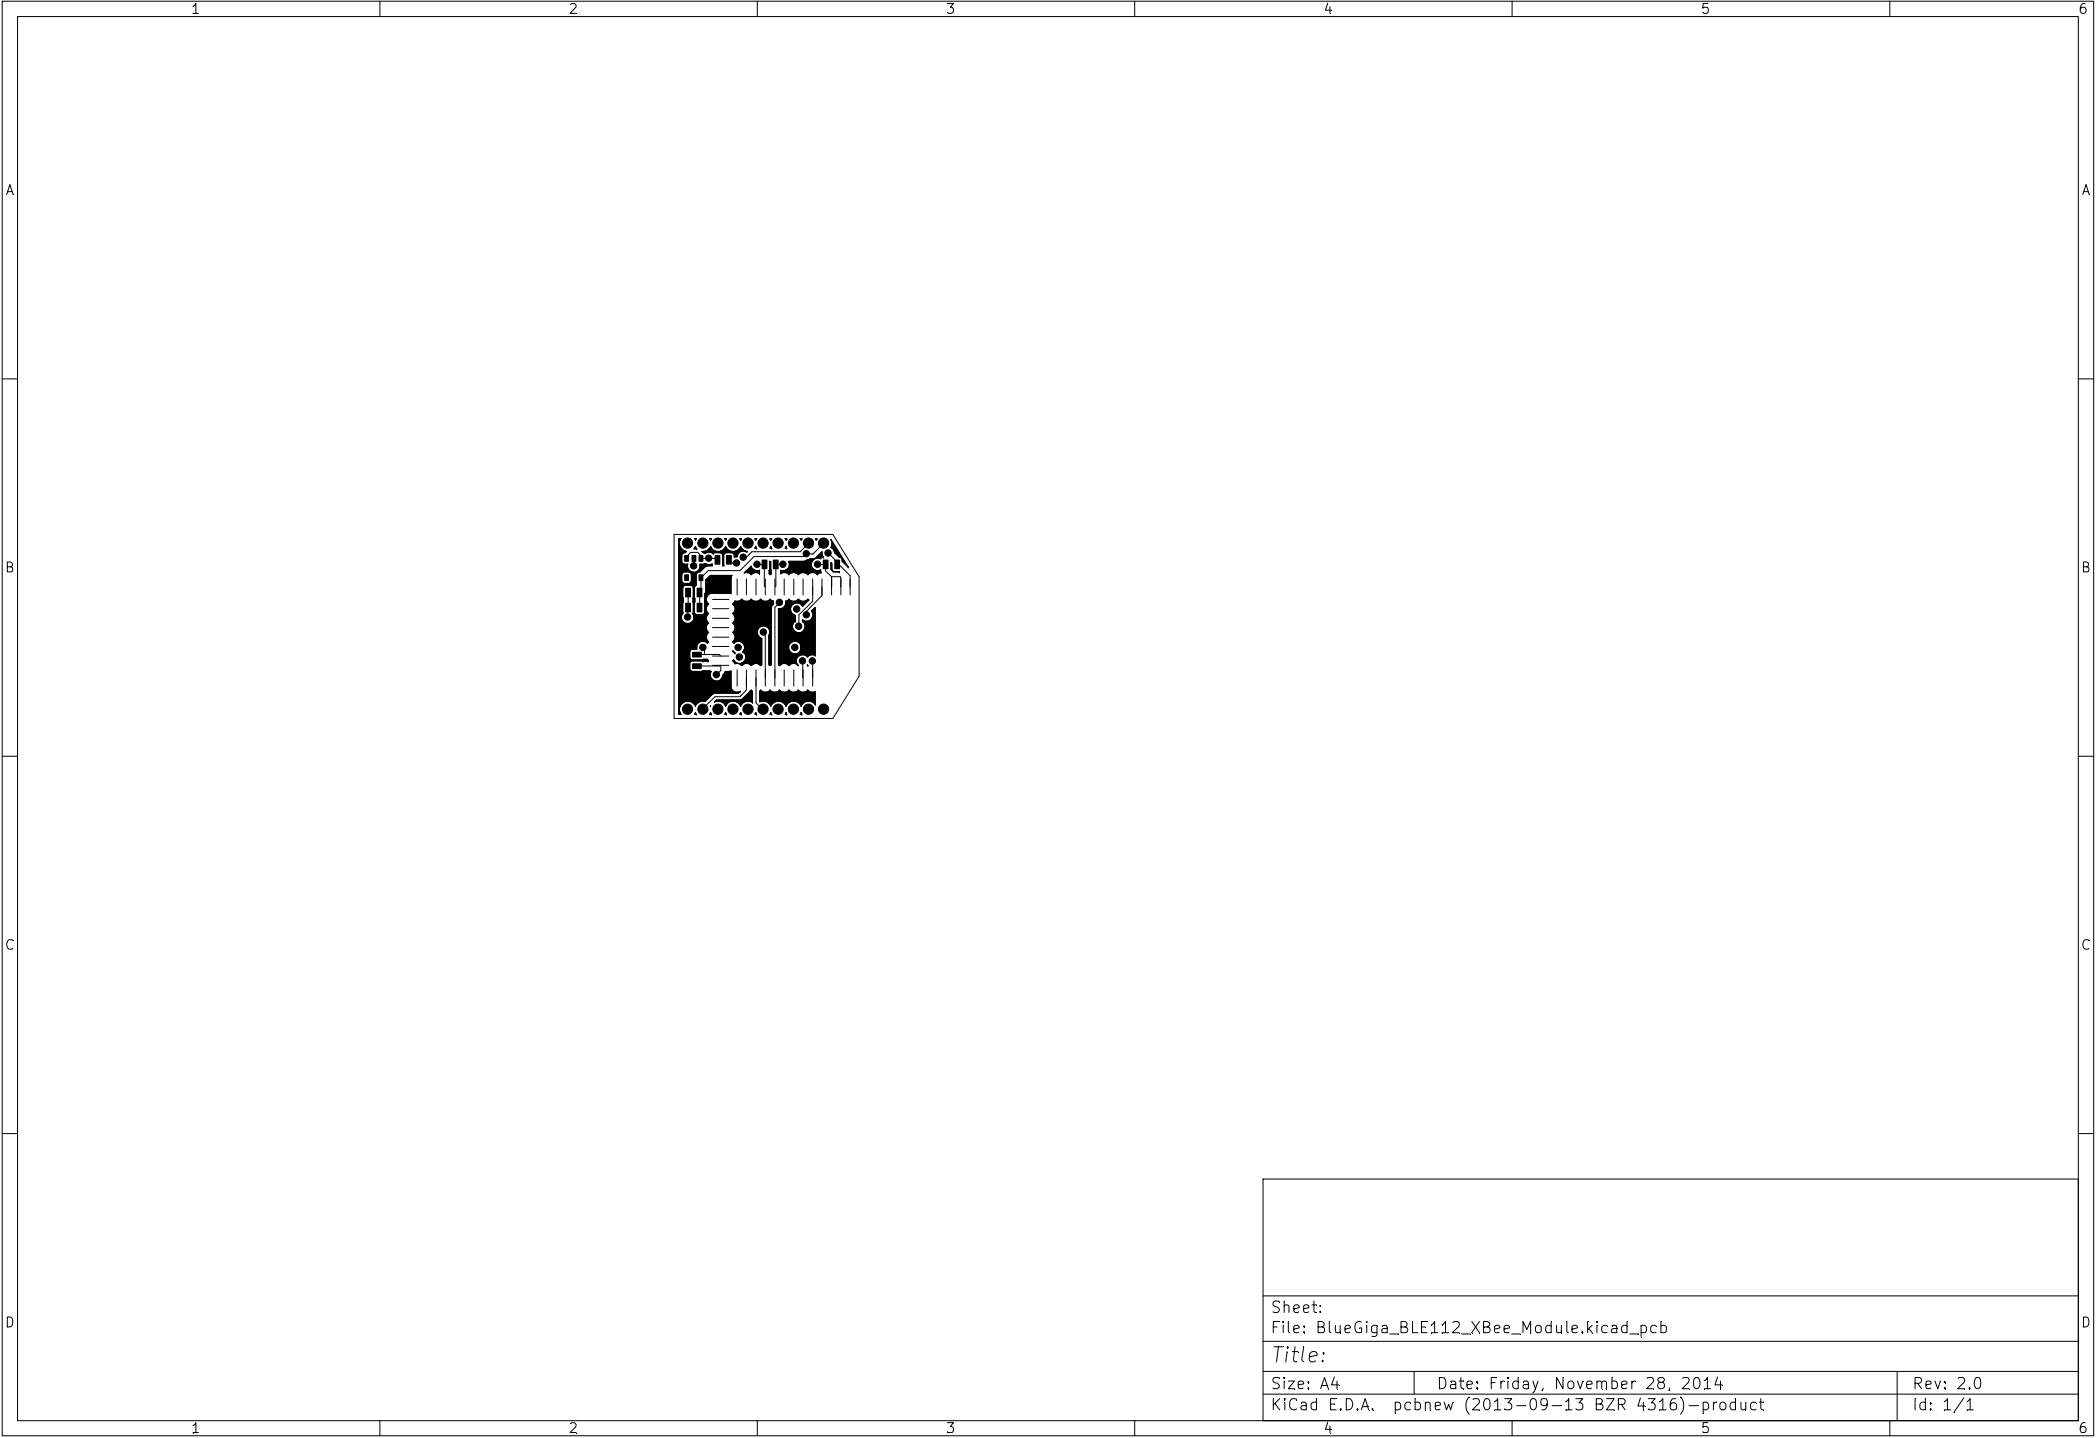 1 2 3 4 5 6
A A
B B
C C
D D
Sheet:
File: BlueGiga_BLE112_XBee_Module.kicad_pcb
Title:
Size: A4 Date: Friday, November 28, 2014 Rev: 2.0
KiCad E.D.A. pcbnew (2013-09-13 BZR 4316)-product Id: 1/1
1 2 3 4 5 6